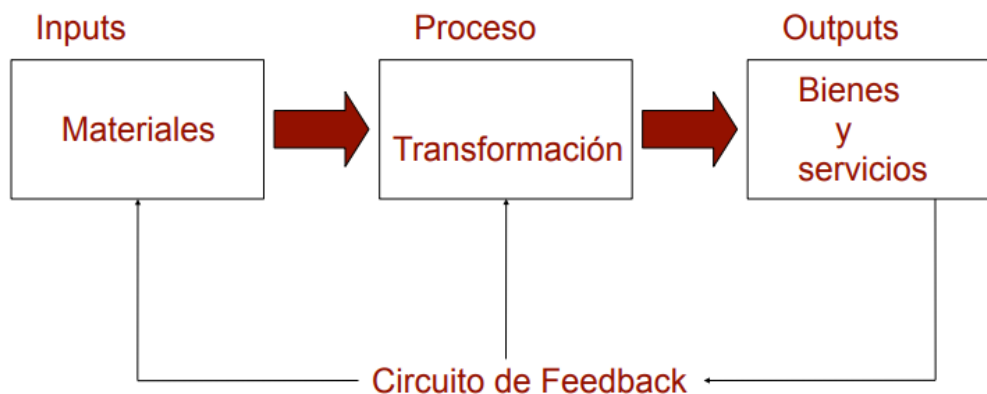 Inputs
Proceso
Outputs
Materiales
Transformación
Bienes
y
servicios
Circuito de Feedback